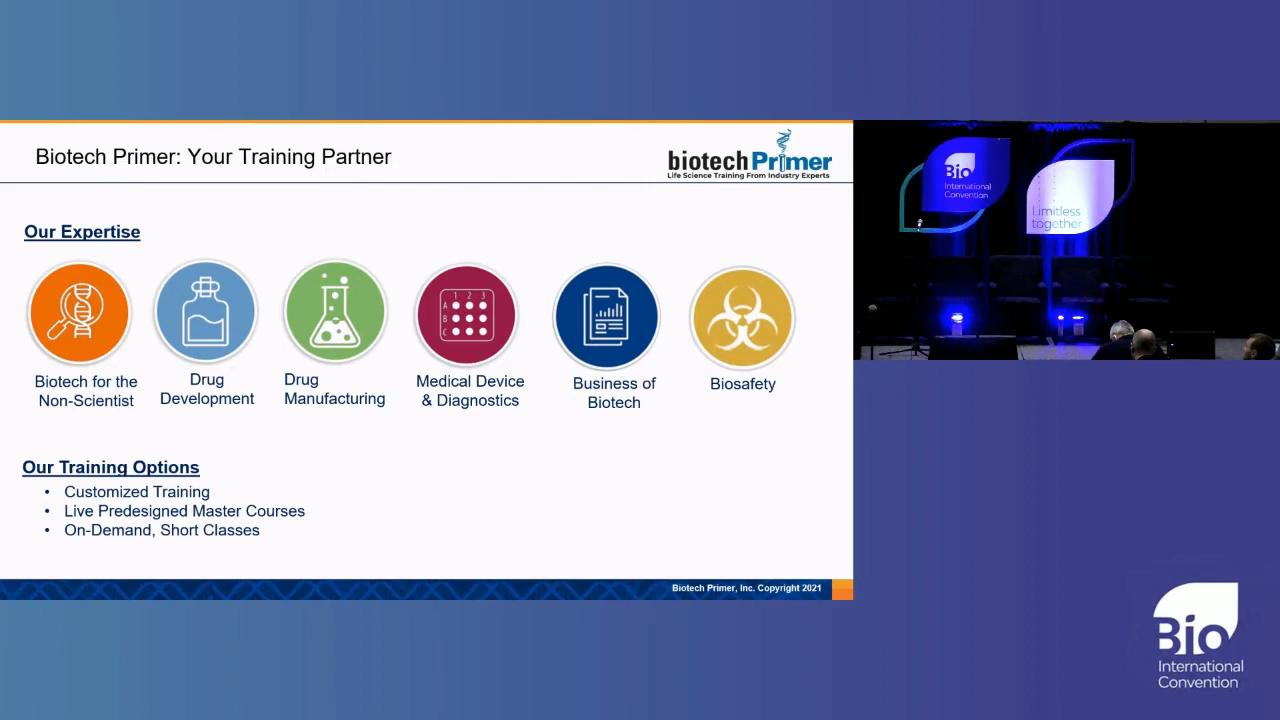 Biotech Primer: Your Training Partner
biotech Primer
Life Science Training From Industry Experts
Our Expertise
Biotech for the
Non-Scientist
Drug
Development
Drug
Manufacturing
1 2 3
A
B
C
Medical Device
& Diagnostics
Business of
Biotech
Biosafety
Our Training Options
• Customized Training
• Live Predesigned Master Courses
• On-Demand, Short Classes
Biotech Primer, Inc. Copyright 2021
Bio
International
Convention
Limitless
together
Bio
International
Convention